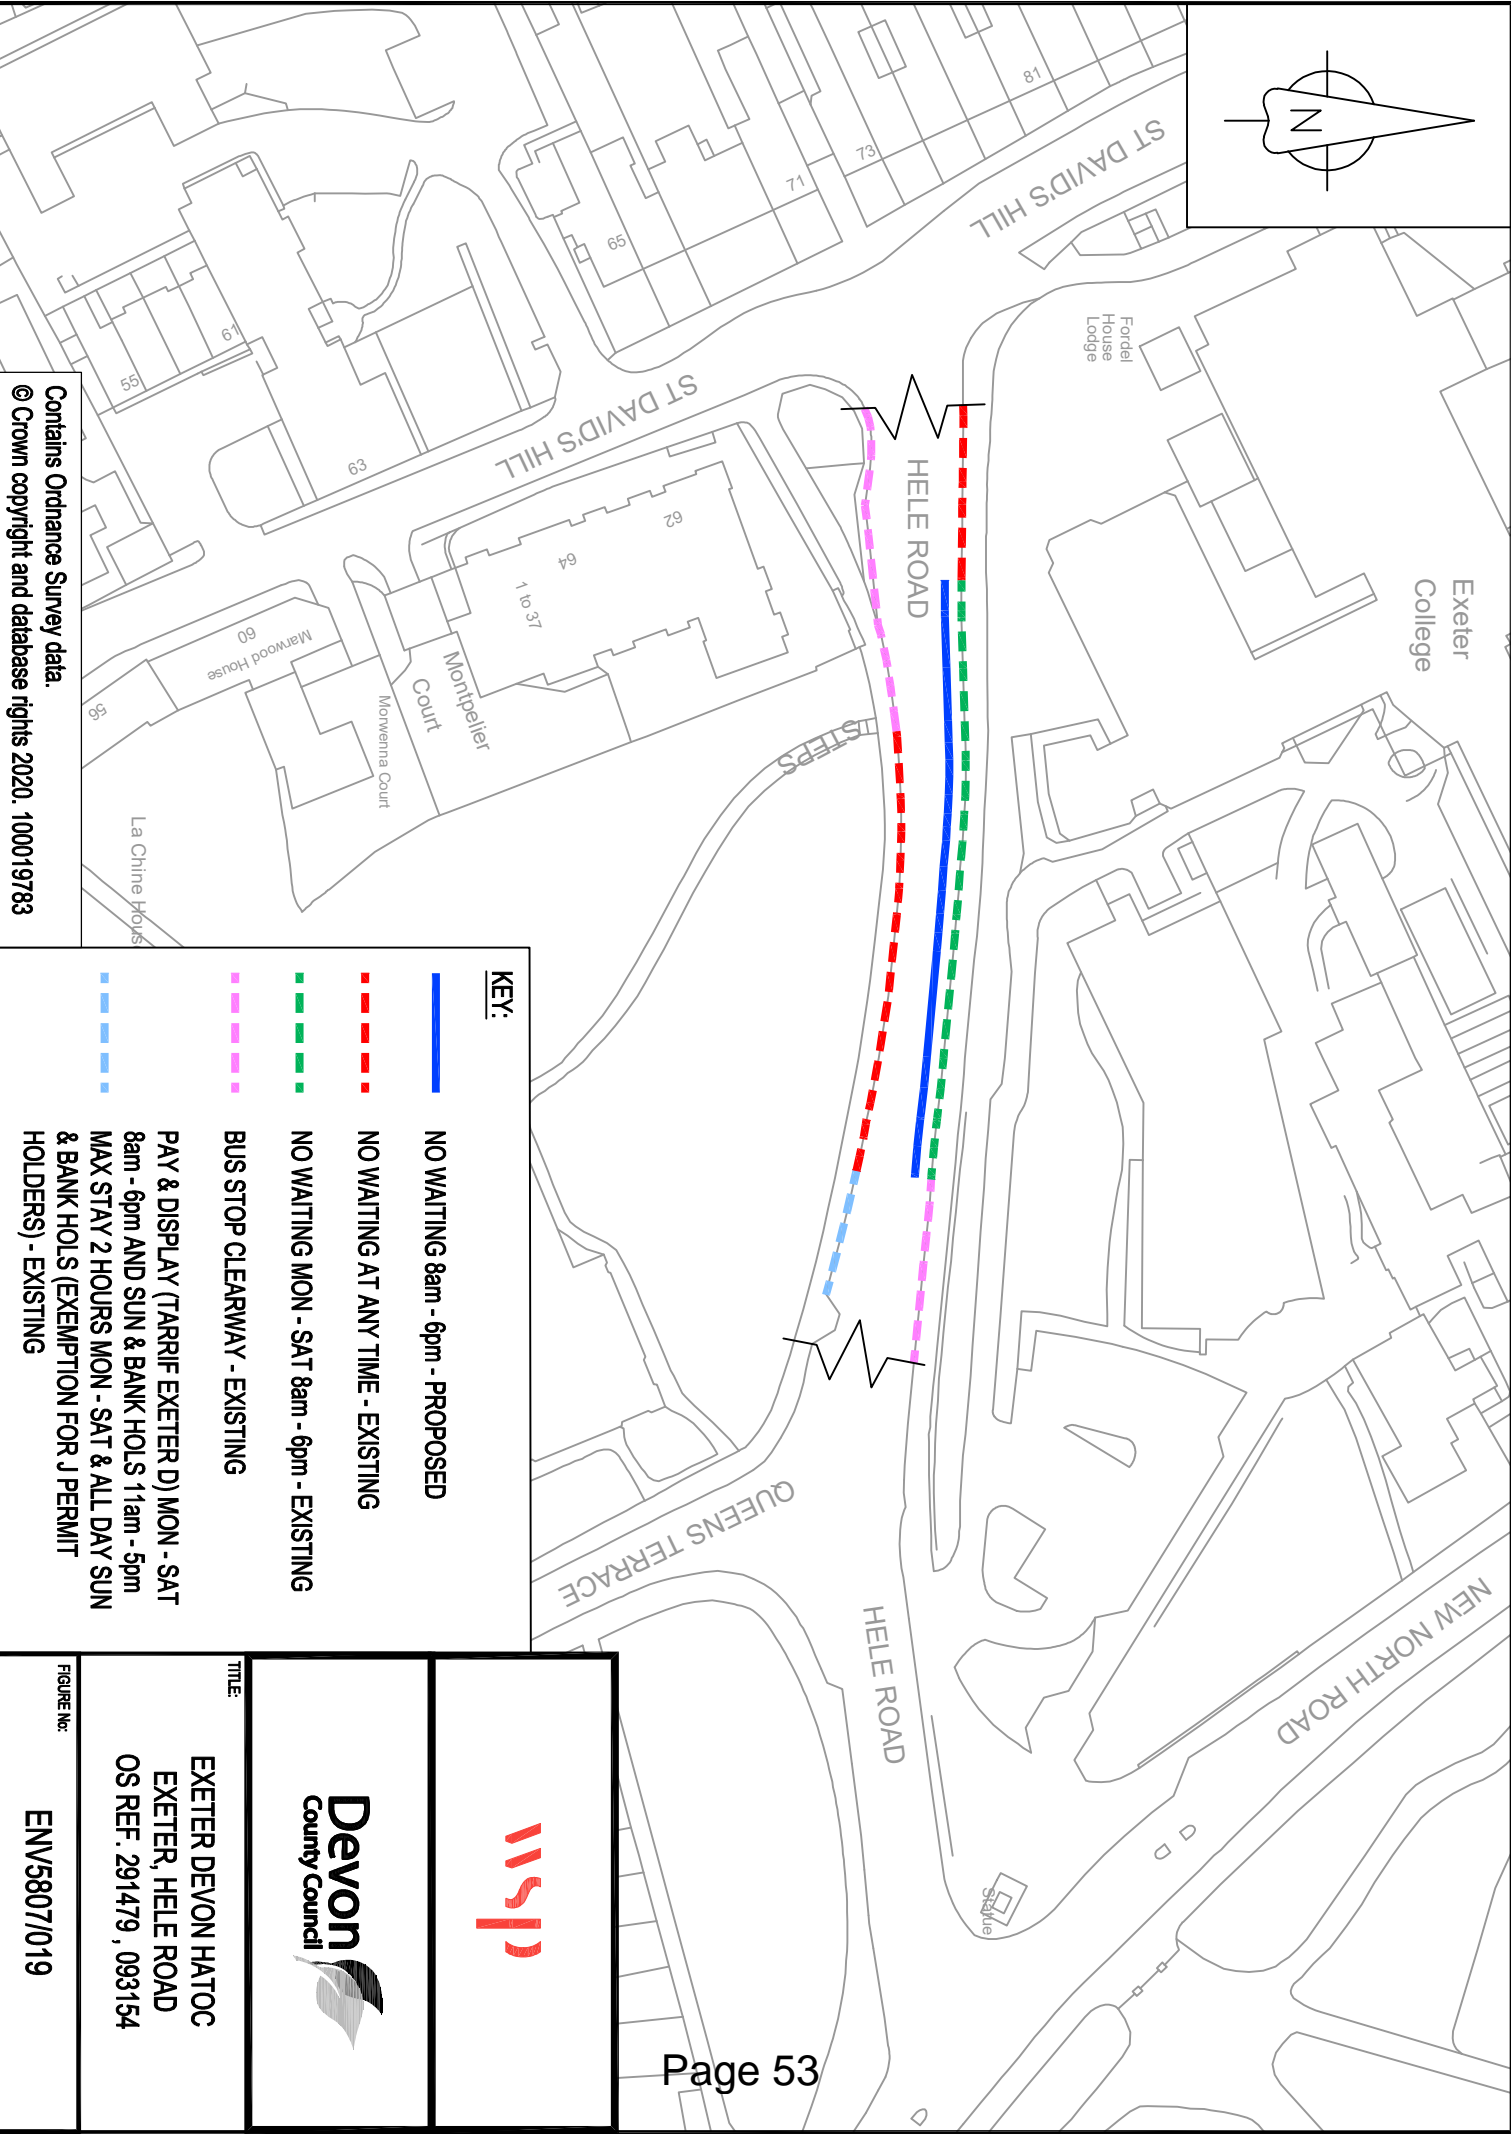 N
ST DAVID'S HILL
81
73
71
65
61
55
63
ST DAVID'S HILL
Fordel
House
Lodge
Exeter
College
HELE ROAD
62
64
1 to 37
Montpelier
Court
Marwood House
60
56
Morwenna Court
La Chine Hous
STEPS
QUEENS TERRACE
HELE ROAD
NEW NORTH ROAD
Statue
Contains Ordnance Survey data.
© Crown copyright and database rights 2020. 100019783
KEY:
NO WAITING 8am - 6pm - PROPOSED
NO WAITING AT ANY TIME - EXISTING
NO WAITING MON - SAT 8am - 6pm - EXISTING
BUS STOP CLEARWAY - EXISTING
PAY & DISPLAY (TARRIF EXETER D) MON - SAT
8am - 6pm AND SUN & BANK HOLS 11am - 5pm
MAX STAY 2 HOURS MON - SAT & ALL DAY SUN
& BANK HOLS (EXEMPTION FOR J PERMIT
HOLDERS) - EXISTING
wsp
Devon
County Council
TITLE:
EXETER DEVON HATOC
EXETER, HELE ROAD
OS REF. 291479 , 093154
FIGURE No:
ENV5807/019
Page 53